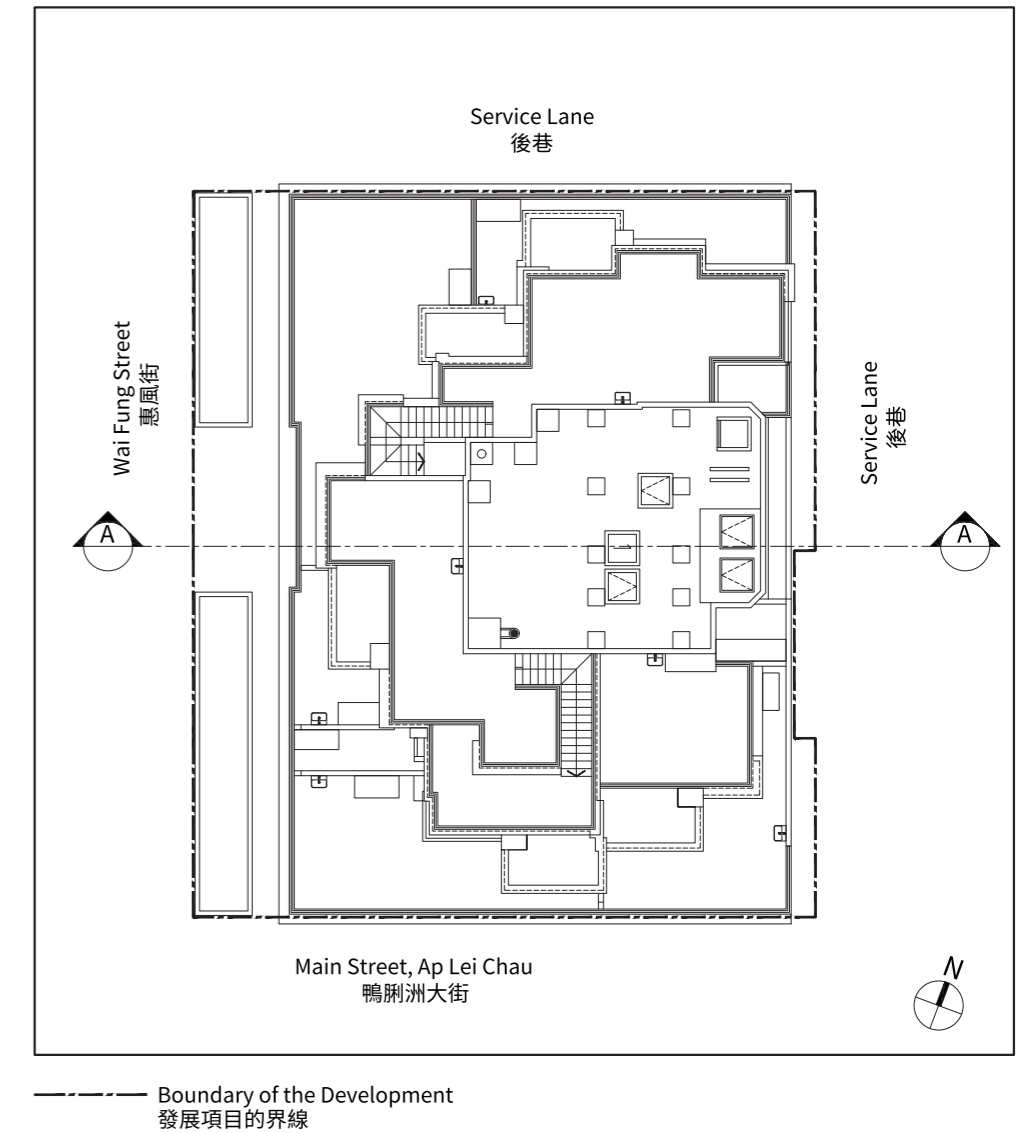 Service Lane
後巷
Wai Fung Street
惠風街
Service Lane
後巷
A
A
Main Street, Ap Lei Chau
鴨脷洲大街
N
Boundary of the Development
發展項目的界線